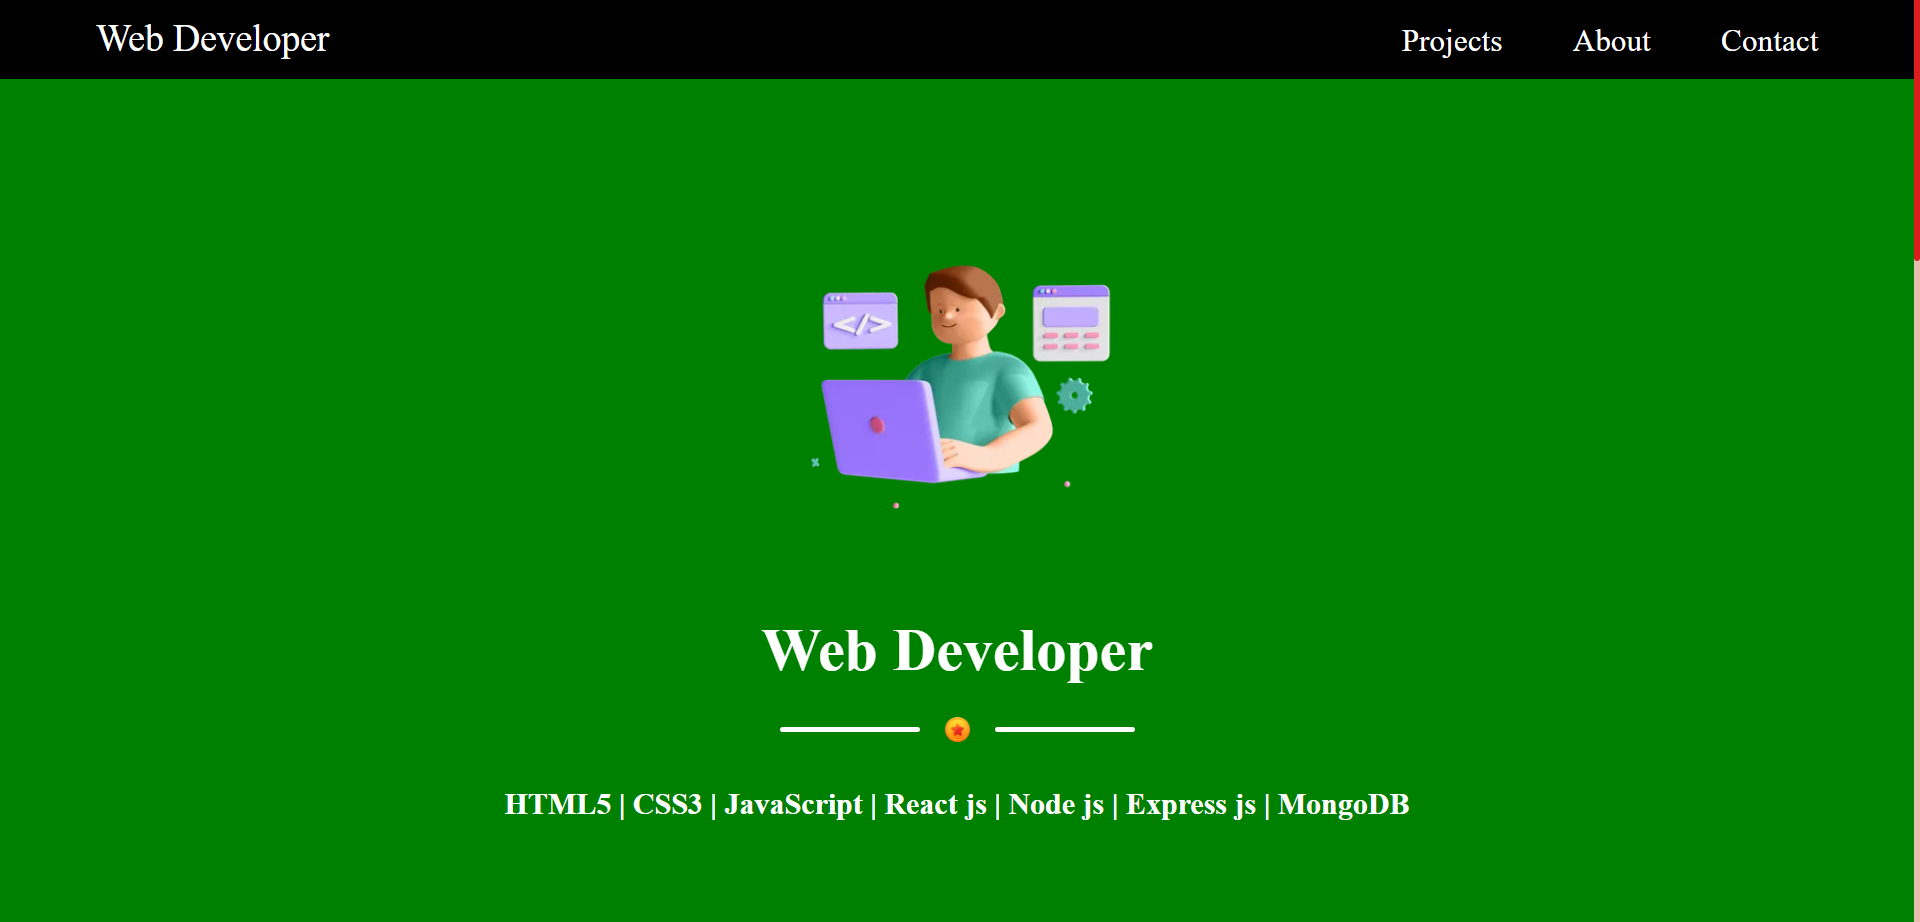 Web Developer
Projects About Contact
</>
Web Developer
HTML5 | CSS3 | JavaScript | React js | Node js | Express js | MongoDB